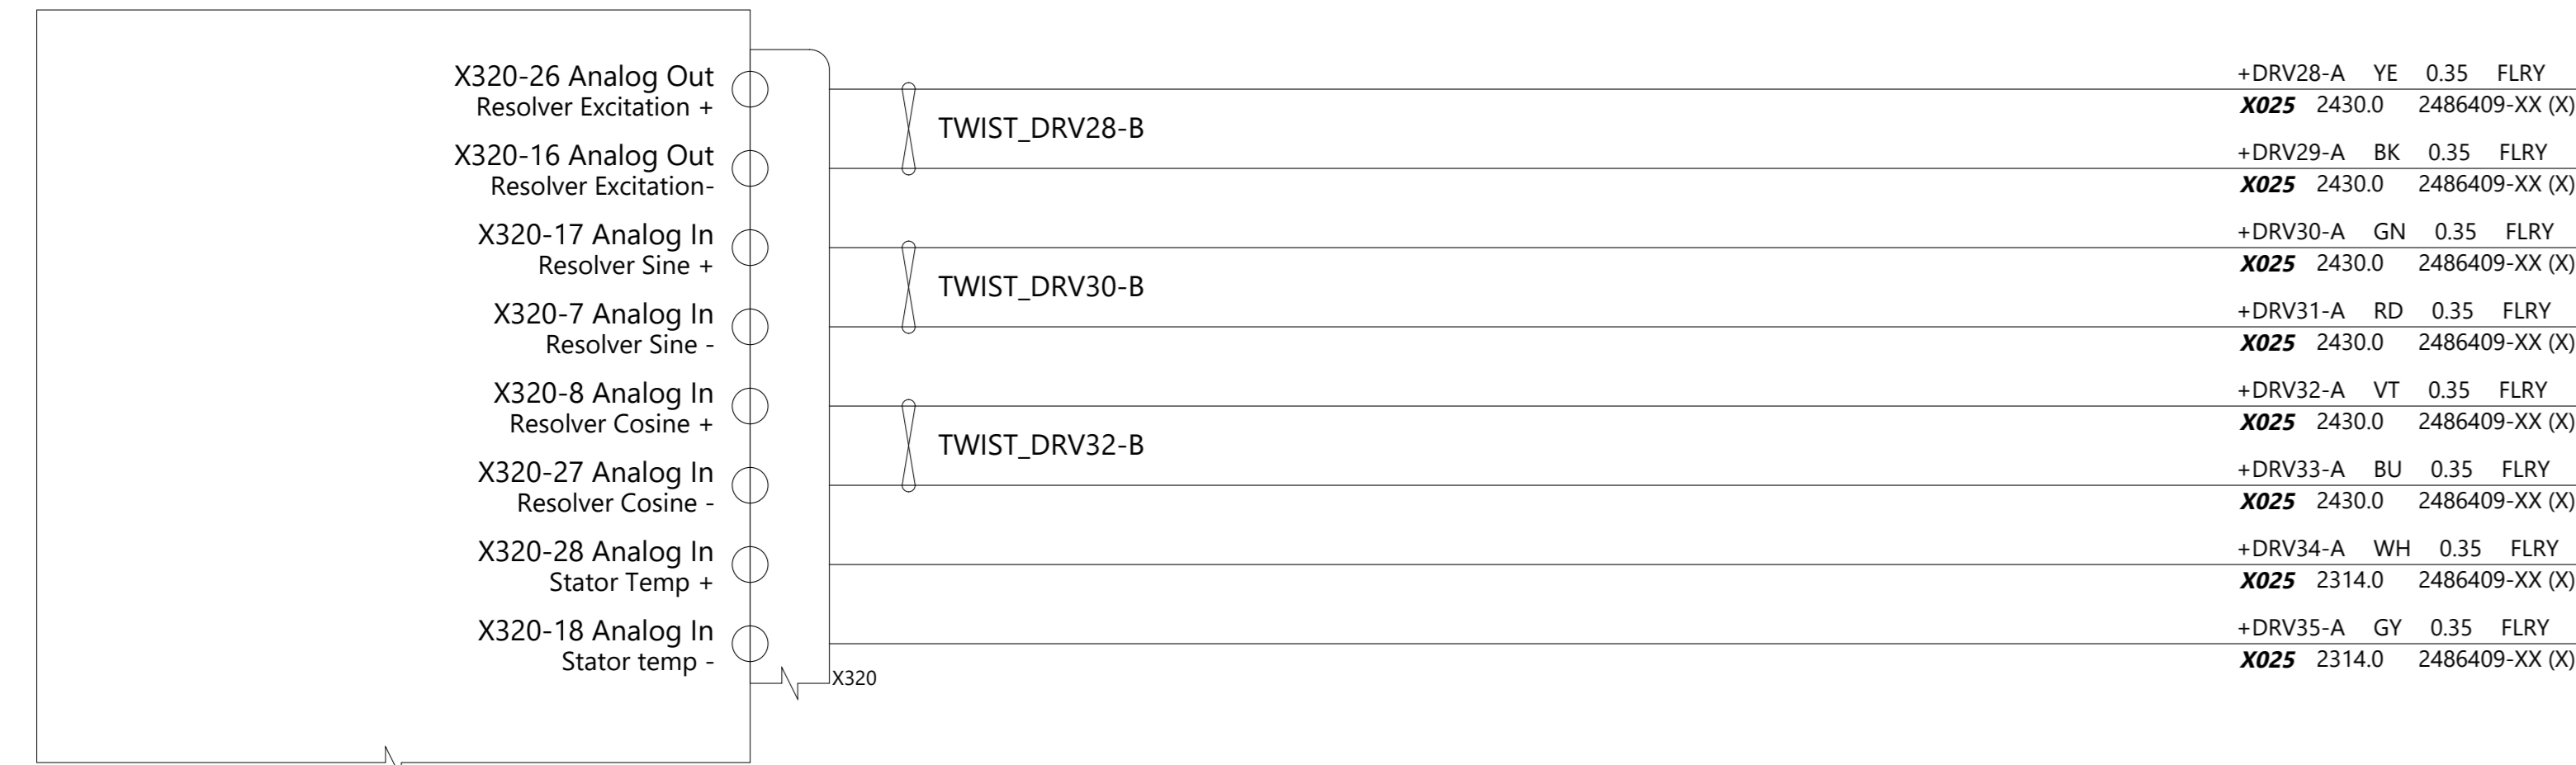 X320-26 Analog Out
Resolver Excitation +
+DRV28-A YE 0.35 FLRY
X025 2430.0 2486409-XX (X)
TWIST_DRV28-B
X320-16 Analog Out
Resolver Excitation-
+DRV29-A BK 0.35 FLRY
X025 2430.0 2486409-XX (X)
X320-17 Analog In
Resolver Sine +
+DRV30-A GN 0.35 FLRY
X025 2430.0 2486409-XX (X)
TWIST_DRV30-B
X320-7 Analog In
Resolver Sine -
+DRV31-A RD 0.35 FLRY
X025 2430.0 2486409-XX (X)
X320-8 Analog In
Resolver Cosine +
+DRV32-A VT 0.35 FLRY
X025 2430.0 2486409-XX (X)
TWIST_DRV32-B
X320-27 Analog In
Resolver Cosine -
+DRV33-A BU 0.35 FLRY
X025 2430.0 2486409-XX (X)
X320-28 Analog In
Stator Temp +
+DRV34-A WH 0.35 FLRY
X025 2314.0 2486409-XX (X)
X320-18 Analog In
Stator temp -
+DRV35-A GY 0.35 FLRY
X025 2314.0 2486409-XX (X)
X320